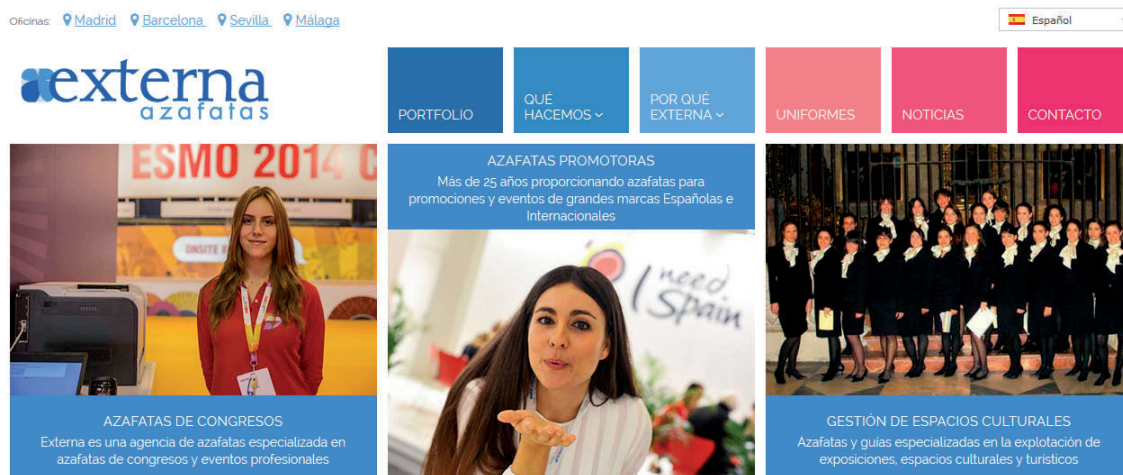 Oficinas: Madrid Barcelona Sevilla Málaga
Español
externa
azafatas
PORTFOLIO
QUÉ
HACEMOS
POR QUÉ
EXTERNA
UNIFORMES
NOTICIAS
CONTACTO
ESMO 2014 C
ONSITE
AZAFATAS DE CONGRESOS
Externa es una agencia de azafatas especializada en
azafatas de congresos y eventos profesionales
AZAFATAS PROMOTORAS
Más de 25 años proporcionando azafatas para
promociones y eventos de grandes marcas Españolas e
Internacionales
I need
Spain
GESTIÓN DE ESPACIOS CULTURALES
Azafatas y guías especializadas en la explotación de
exposiciones, espacios culturales y turísticos